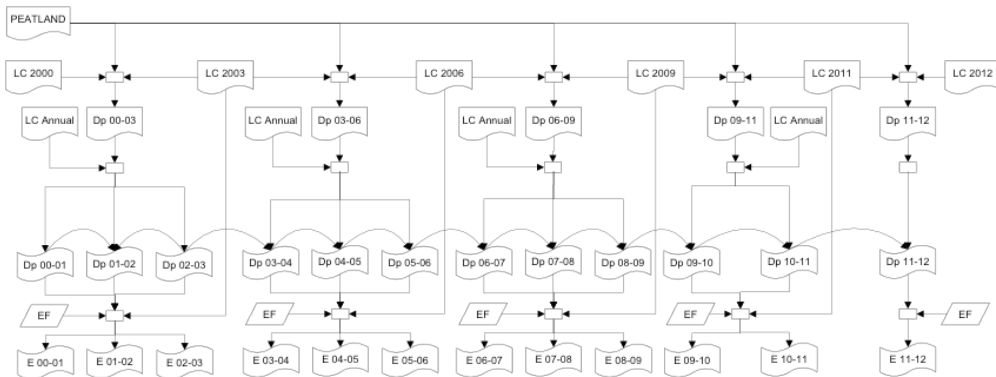 PEATLAND
LC 2000
LC 2003
LC 2006
LC 2009
LC 2011
LC 2012
LC Annual
Dp 00-03
LC Annual
Dp 03-06
LC Annual
Dp 06-09
Dp 09-11
LC Annual
Dp 11-12
Dp 00-01
Dp 01-02
Dp 02-03
Dp 03-04
Dp 04-05
Dp 05-06
Dp 06-07
Dp 07-08
Dp 08-09
Dp 09-10
Dp 10-11
Dp 11-12
EF
EF
EF
EF
EF
E 00-01
E 01-02
E 02-03
E 03-04
E 04-05
E 05-06
E 06-07
E 07-08
E 08-09
E 09-10
E 10-11
E 11-12